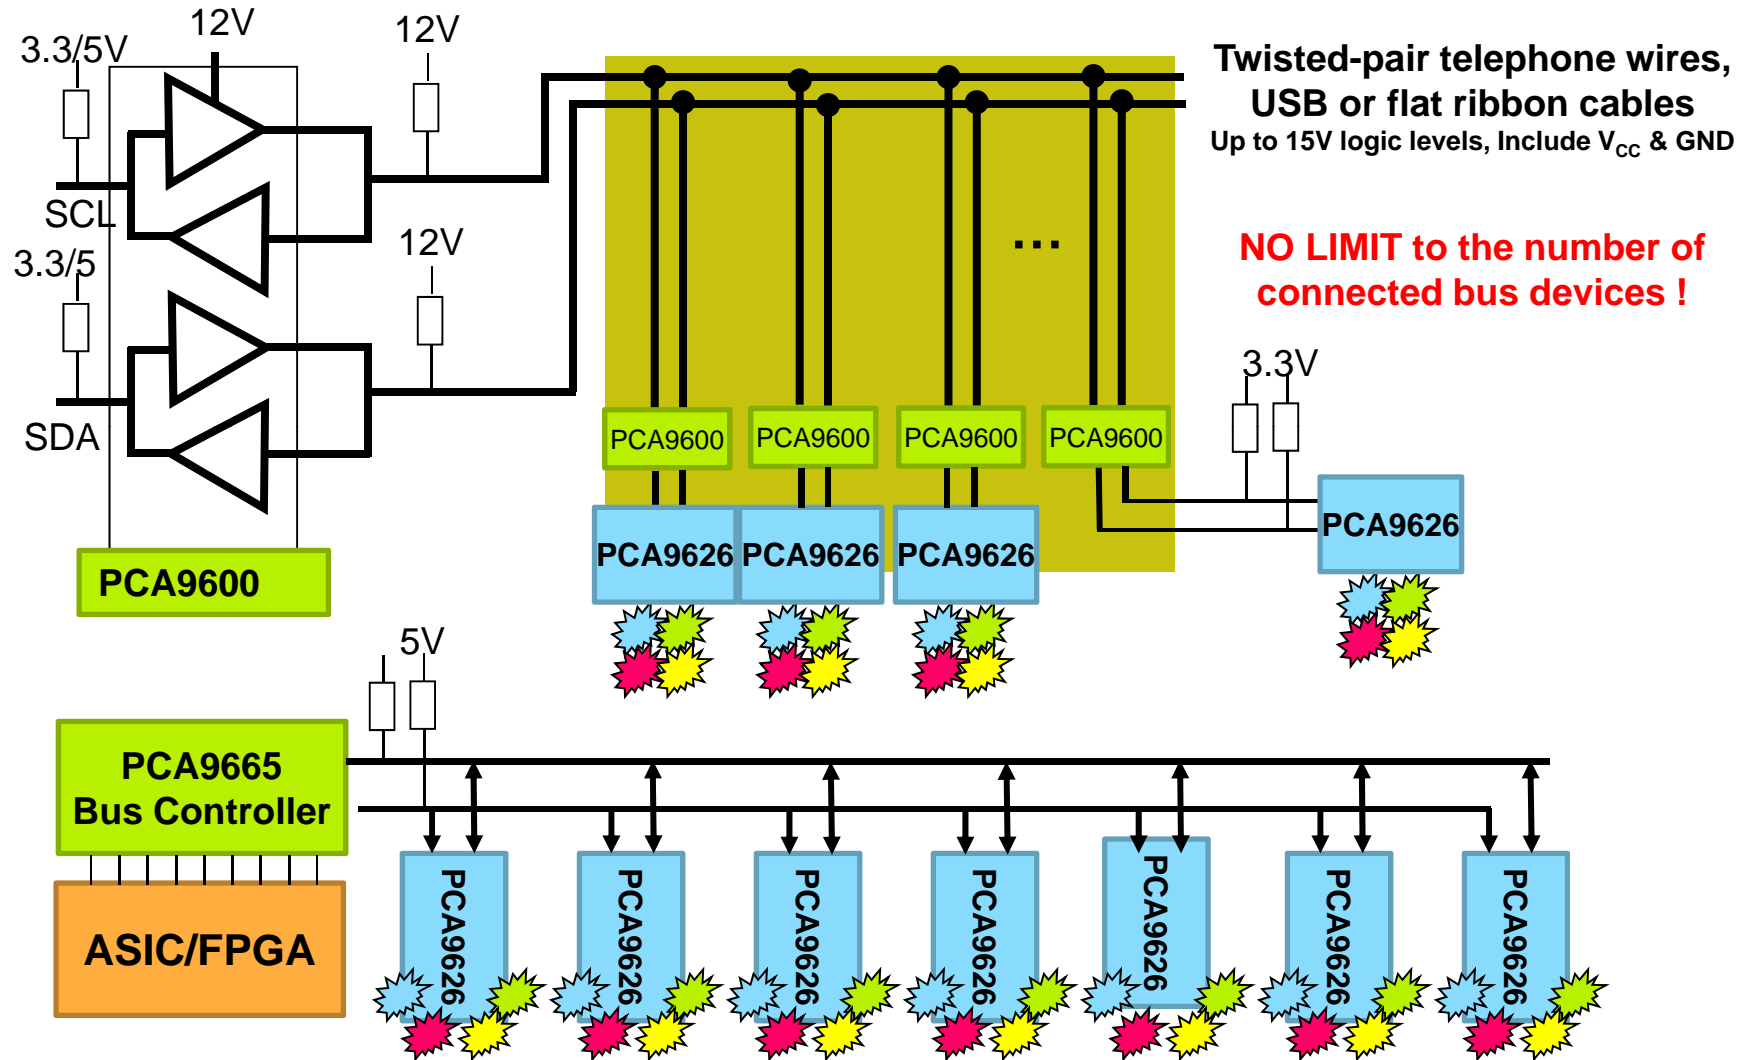 12V
12V
3.3/5V
SCL
3.3/5
12V
SDA
PCA9600
Twisted-pair telephone wires,
USB or flat ribbon cables
Up to 15V logic levels, Include VCC & GND
NO LIMIT to the number of
connected bus devices !
...
3.3V
PCA9600
PCA9600
PCA9600
PCA9600
PCA9626
PCA9626
PCA9626
PCA9626
5V
PCA9665
Bus Controller
ASIC/FPGA
PCA9626
PCA9626
PCA9626
PCA9626
PCA9626
PCA9626
PCA9626